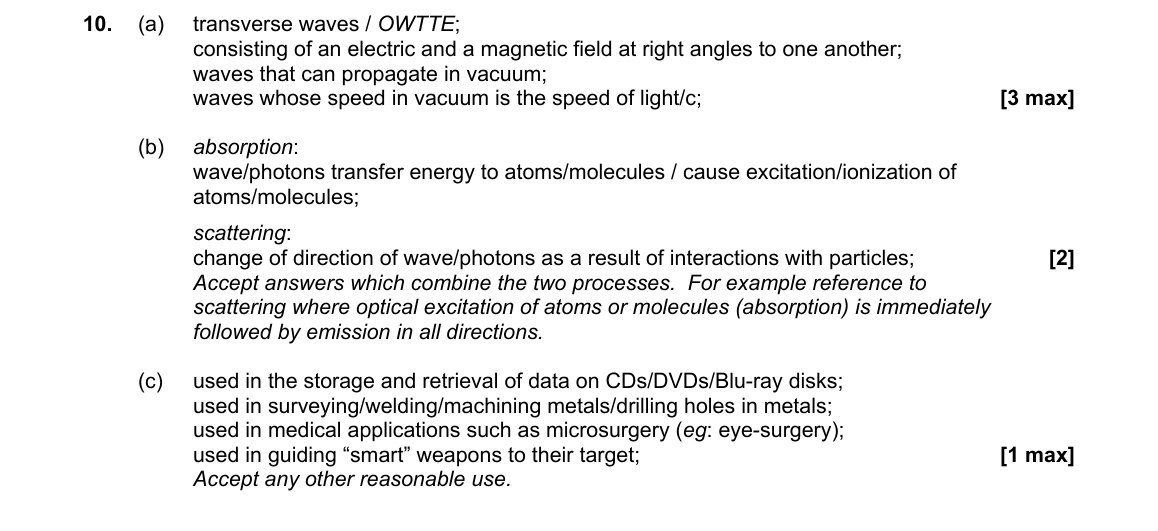 10. (a) transverse waves / OWTTE;
consisting of an electric and a magnetic field at right angles to one another;
waves that can propagate in vacuum;
waves whose speed in vacuum is the speed of light/c; [3 max]
(b) absorption:
wave/photons transfer energy to atoms/molecules / cause excitation/ionization of
atoms/molecules;
scattering:
change of direction of wave/photons as a result of interactions with particles; [2]
Accept answers which combine the two processes. For example reference to
scattering where optical excitation of atoms or molecules (absorption) is immediately
followed by emission in all directions.
(c) used in the storage and retrieval of data on CDs/DVDs/Blu-ray disks;
used in surveying/welding/machining metals/drilling holes in metals;
used in medical applications such as microsurgery (eg: eye-surgery);
used in guiding “smart” weapons to their target; [1 max]
Accept any other reasonable use.